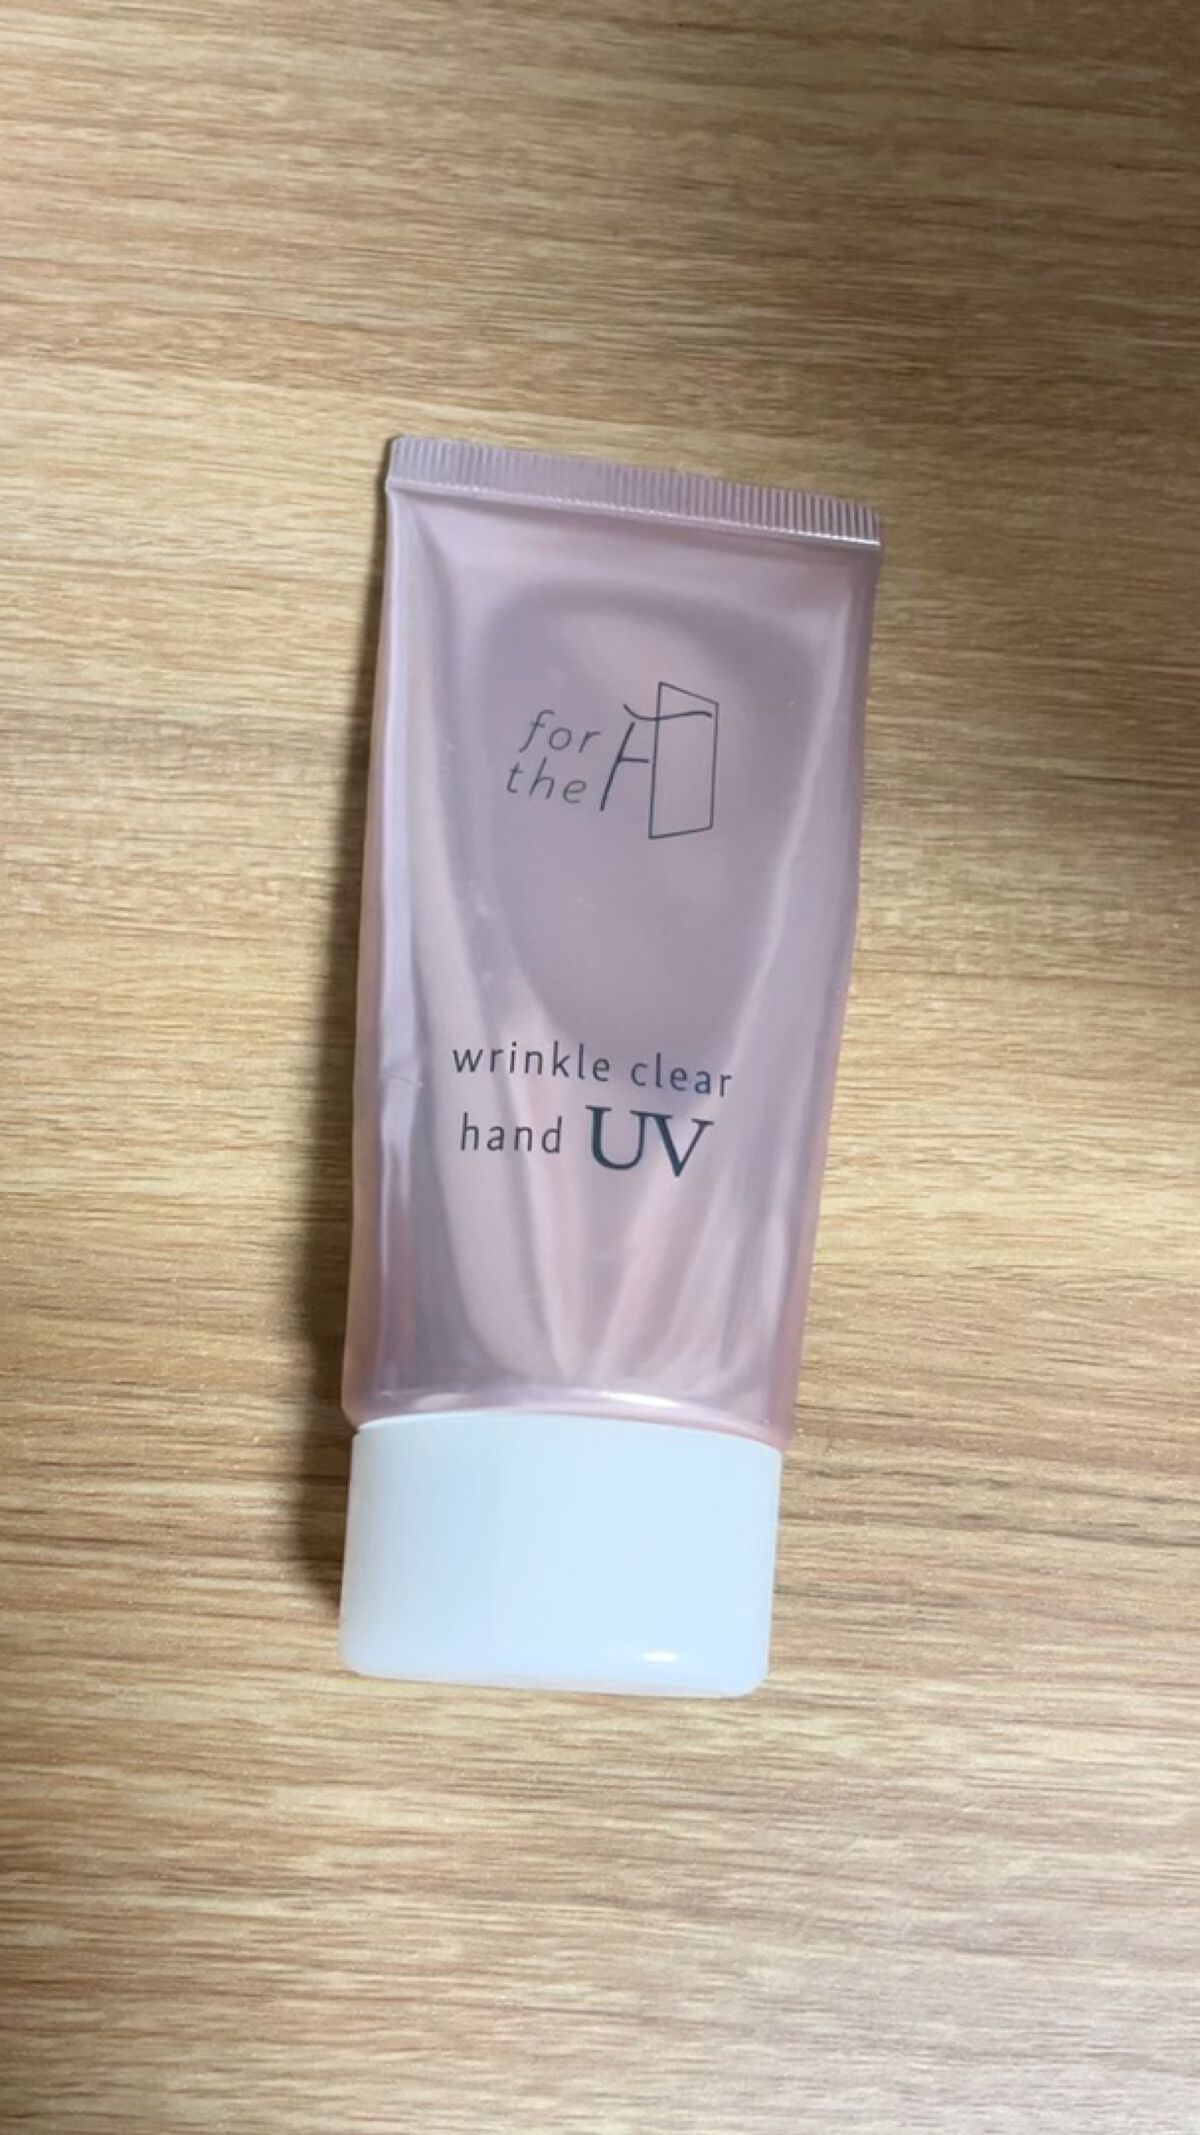 for
the F
wrinkle clear
hand UV